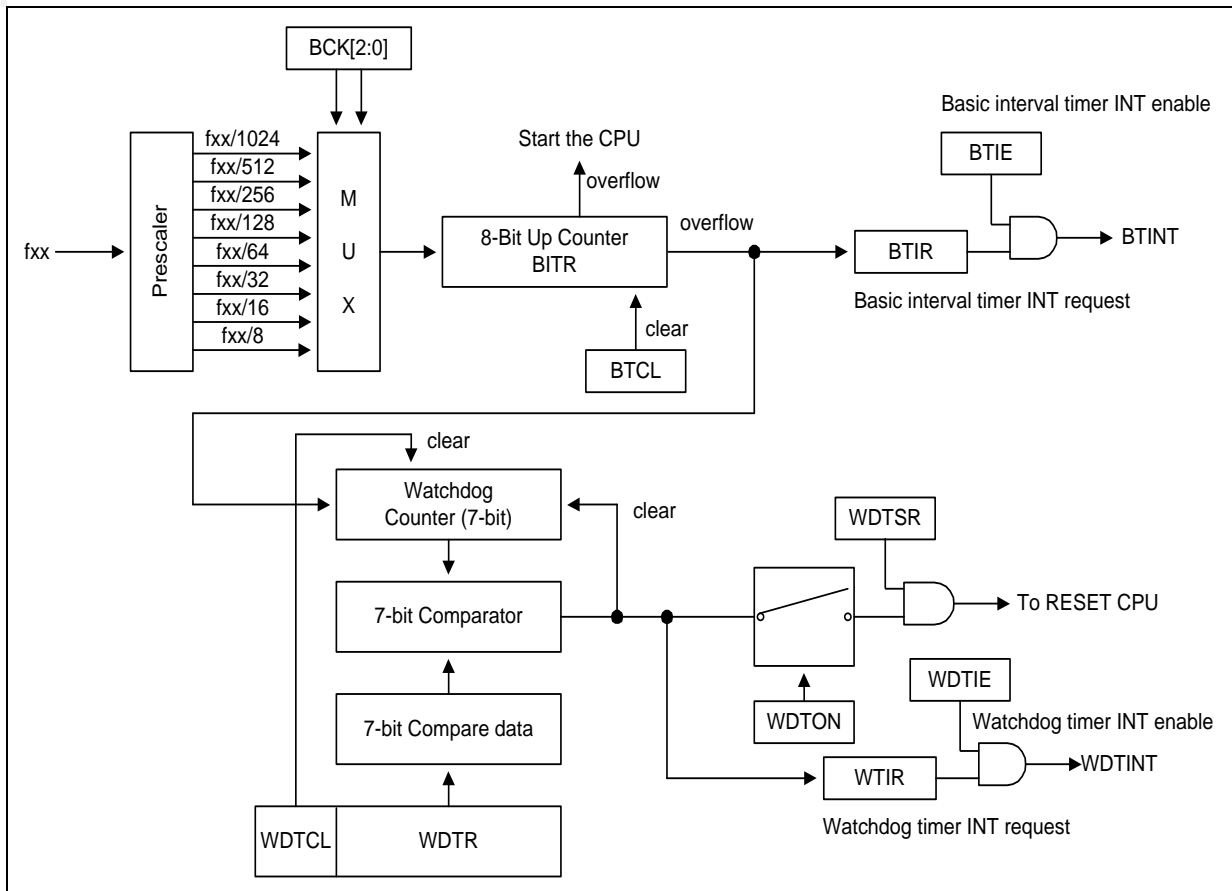 BCK[2:0]
Basic interval timer INT enable
fxx/1024
fxx/512
fxx/256
fxx/128
fxx/64
fxx/32
fxx/16
fxx/8
fxx
Prescaler
M
U
X
Start the CPU
overflow
8-Bit Up Counter
BITR
overflow
clear
BTCL
BTIE
BTIR
BTINT
Basic interval timer INT request
clear
Watchdog
Counter (7-bit)
clear
7-bit Comparator
7-bit Compare data
WDTCL
WDTR
WDTSR
To RESET CPU
WDTON
WDTIE
Watchdog timer INT enable
WTIR
WDTINT
Watchdog timer INT request